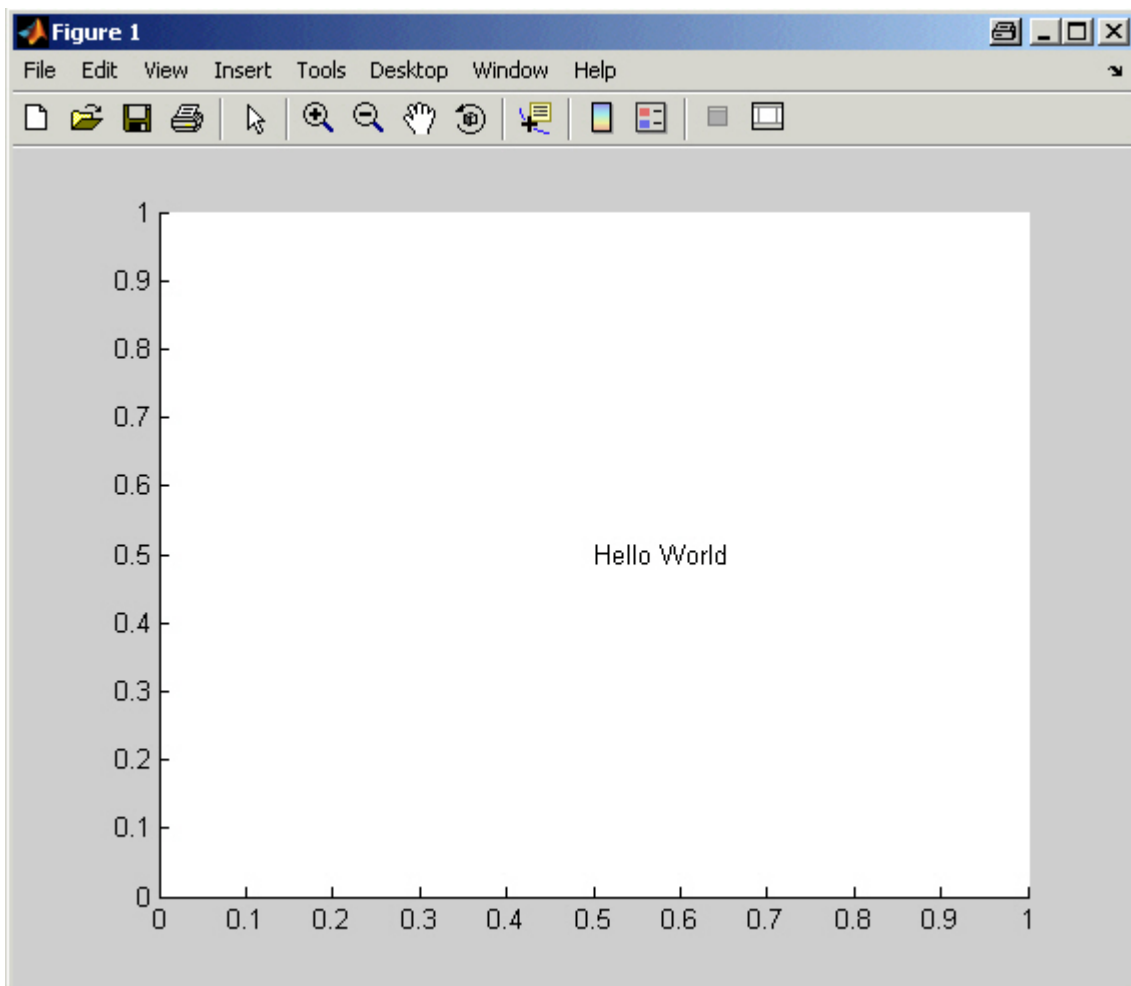 Figure 1
File Edit View Insert Tools Desktop Window Help
1
0.9
0.8
0.7
0.6
0.5
Hello World
0.4
0.3
0.2
0.1
0
0 0.1 0.2 0.3 0.4 0.5 0.6 0.7 0.8 0.9 1